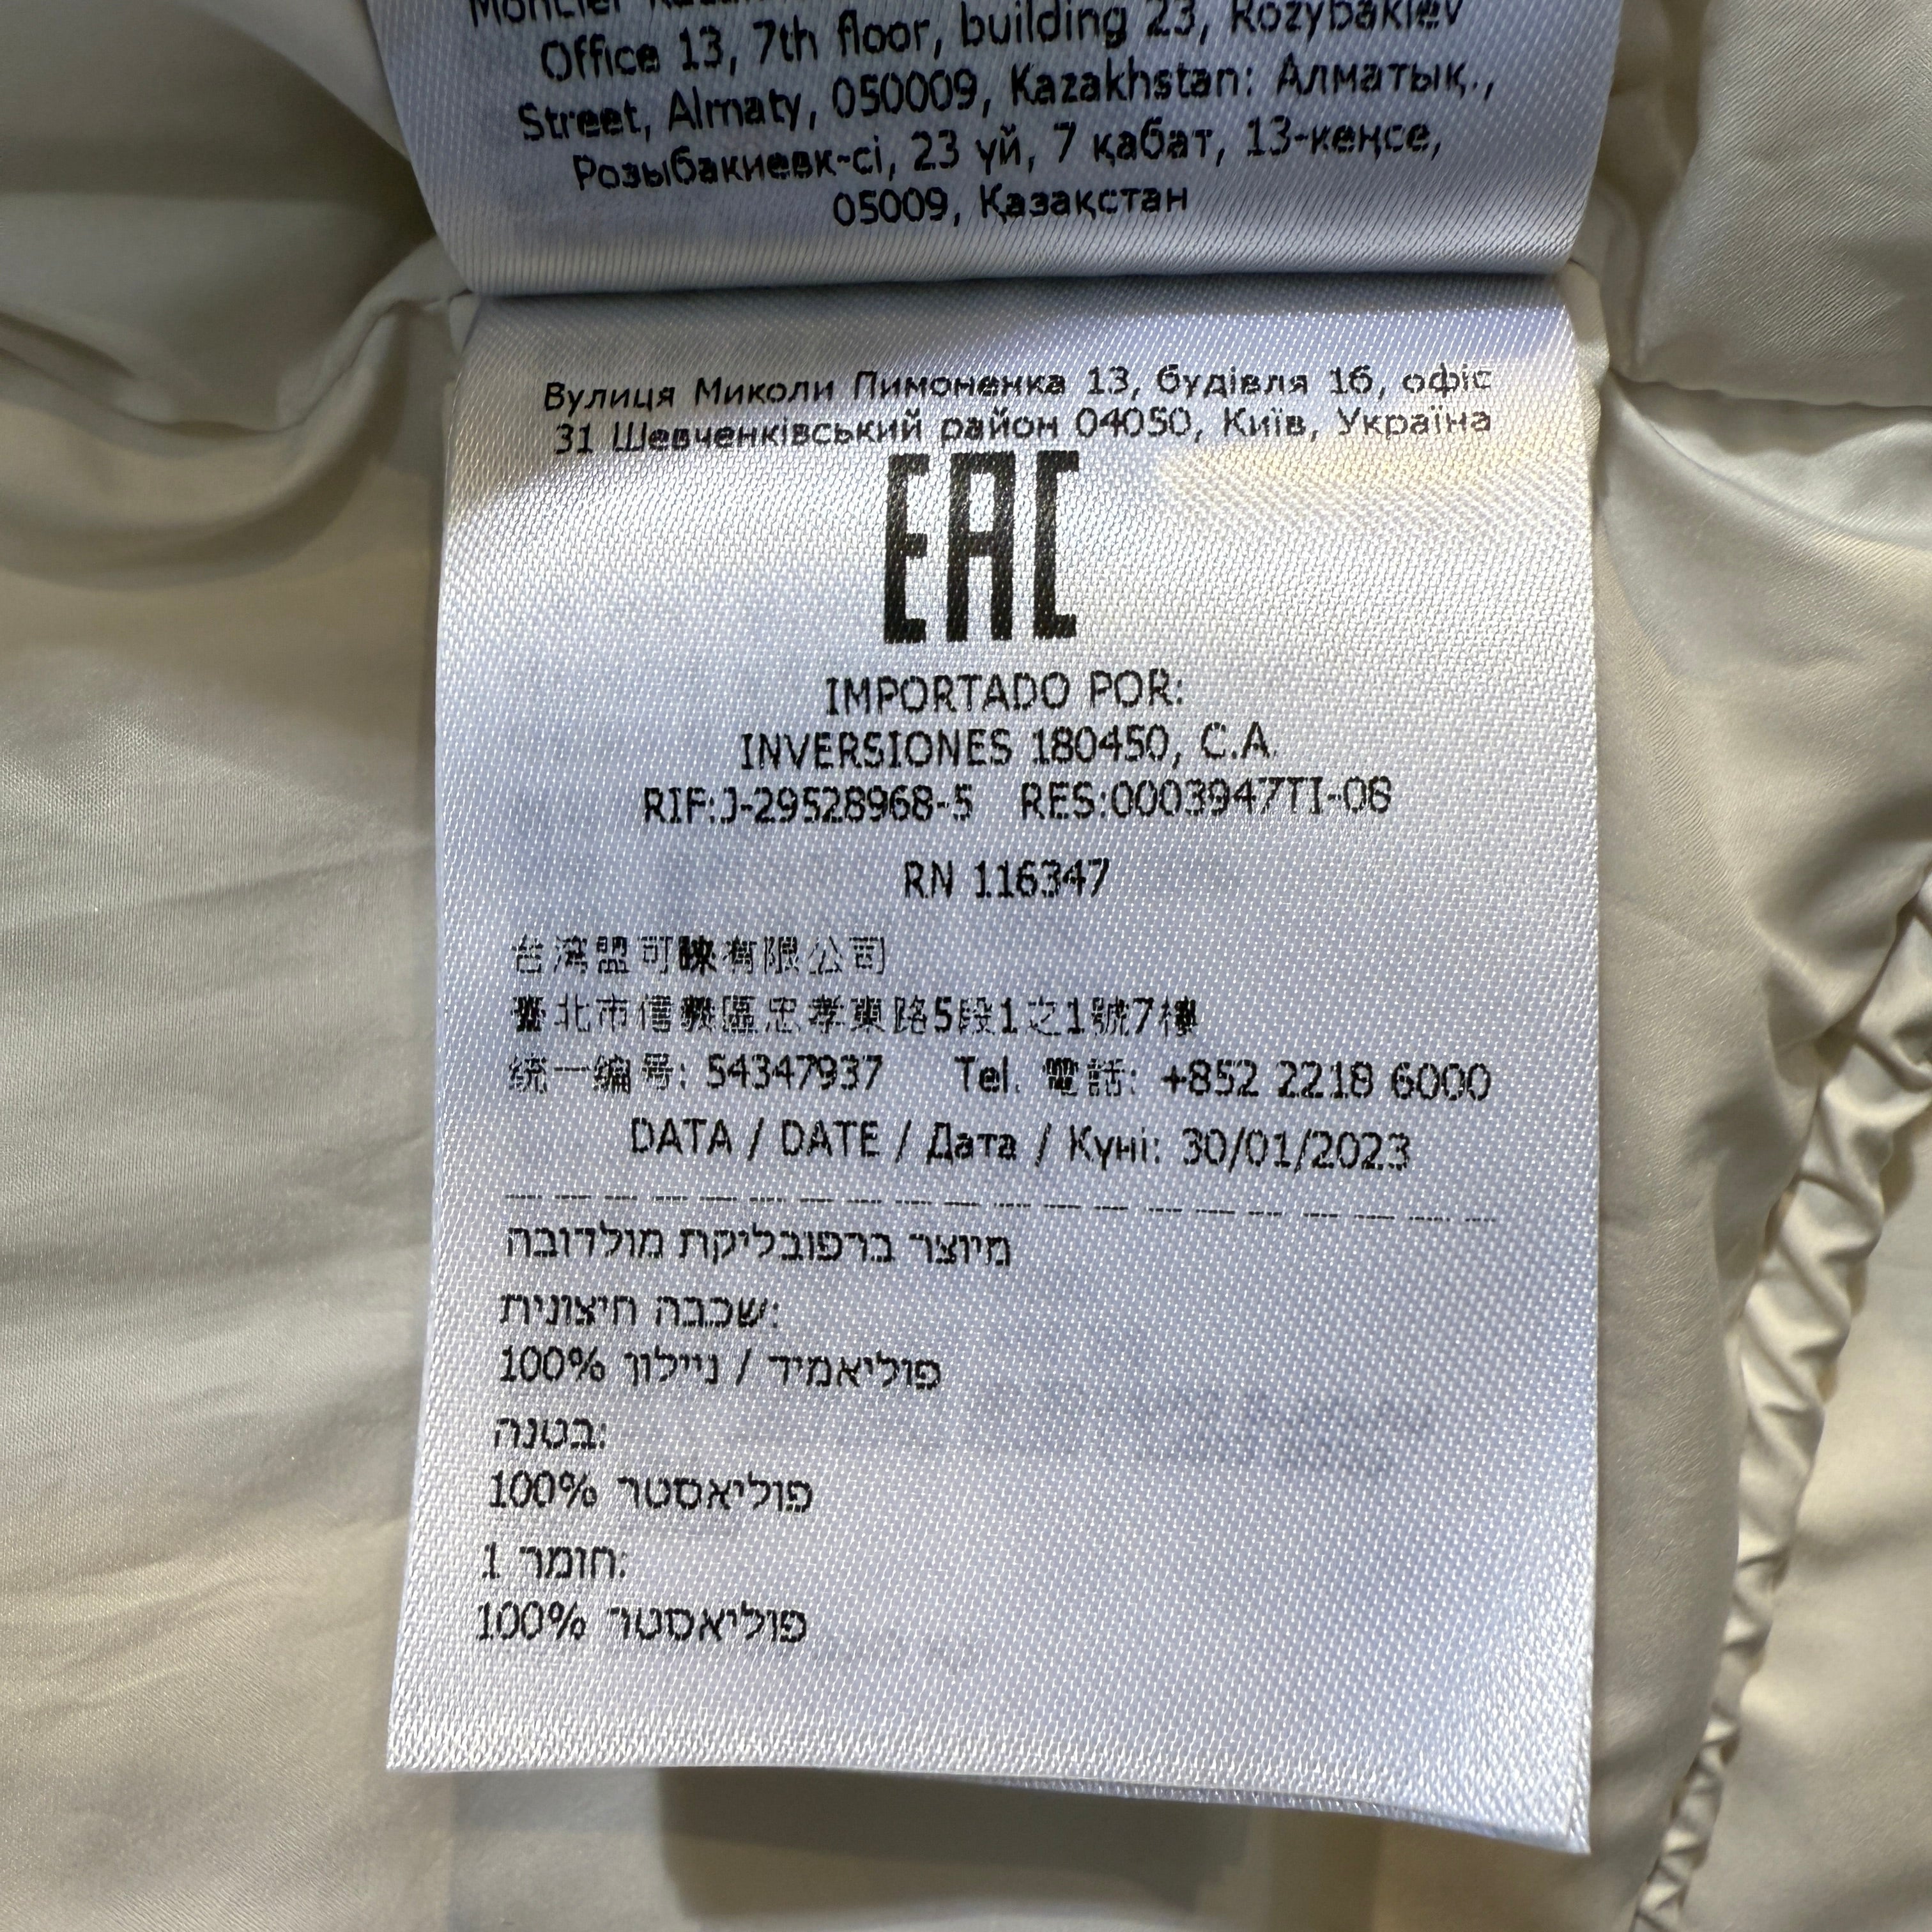 Moncler
Office 13, 7th floor, building 23, Rozybakiev
Street, Almaty, 050009, Kazakhstan: Алматық.,
Розыбакиевк-сі, 23 үй, 7 қабат, 13-кеңсе,
05009, Қазақстан
Вулиця Миколи Пимоненка 13, будівля 1б, офіс
31 Шевченківський район 04050, Київ, Україна
EAC
IMPORTADO POR:
INVERSIONES 180450, C.A.
RIF:J-29528968-5 RES:0003947TI-08
RN 116347
台湾盟可睞有限公司
臺北市信義區忠孝東路5段1之1號7樓
统一编号: 54347937 Tel. 電話: +852 2218 6000
DATA / DATE / Дата / Күні: 30/01/2023
מיוצר ברפובליקת מולדובה
שכבה חיצונית:
100% פוליאמיד / ניילון
בטנה:
100% פוליאסטר
חומר 1:
100% פוליאסטר